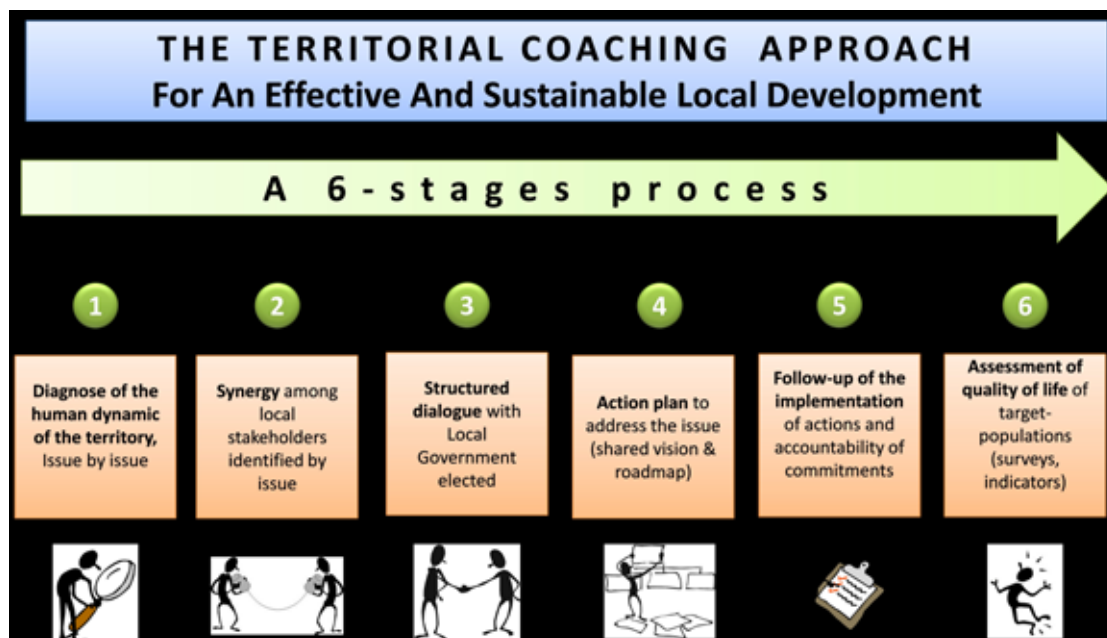 THE TERRITORIAL COACHING APPROACH
For An Effective And Sustainable Local Development
A 6-stages process
1
Diagnose of the
human dynamic
of the territory,
Issue by issue
2
Synergy among
local
stakeholders
identified by
issue
3
Structured
dialogue with
Local
Government
elected
4
Action plan to
address the issue
(shared vision &
roadmap)
5
Follow-up of the
implementation
of actions and
accountability of
commitments
6
Assessment of
quality of life of
target-
populations
(surveys,
indicators)